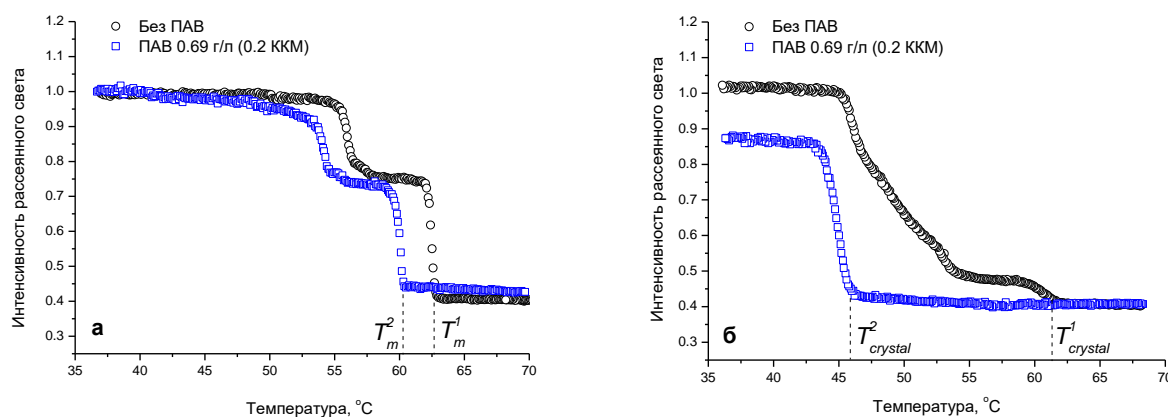 Без ПАВ
ПАВ 0.69 г/л (0.2 ККМ)
Интенсивность рассеянного света
1.2
1.1
1.0
0.9
0.8
0.7
0.6
0.5
0.4
0.3
а
T²m
T¹m
25 30 35 40 45 50 55 60 65 70
Температура, °C
Без ПАВ
ПАВ 0.69 г/л (0.2 ККМ)
Интенсивность рассеянного света
1.2
1.1
1.0
0.9
0.8
0.7
0.6
0.5
0.4
0.3
б
T²crystal
T¹crystal
35 40 45 50 55 60 65 70
Температура, °C